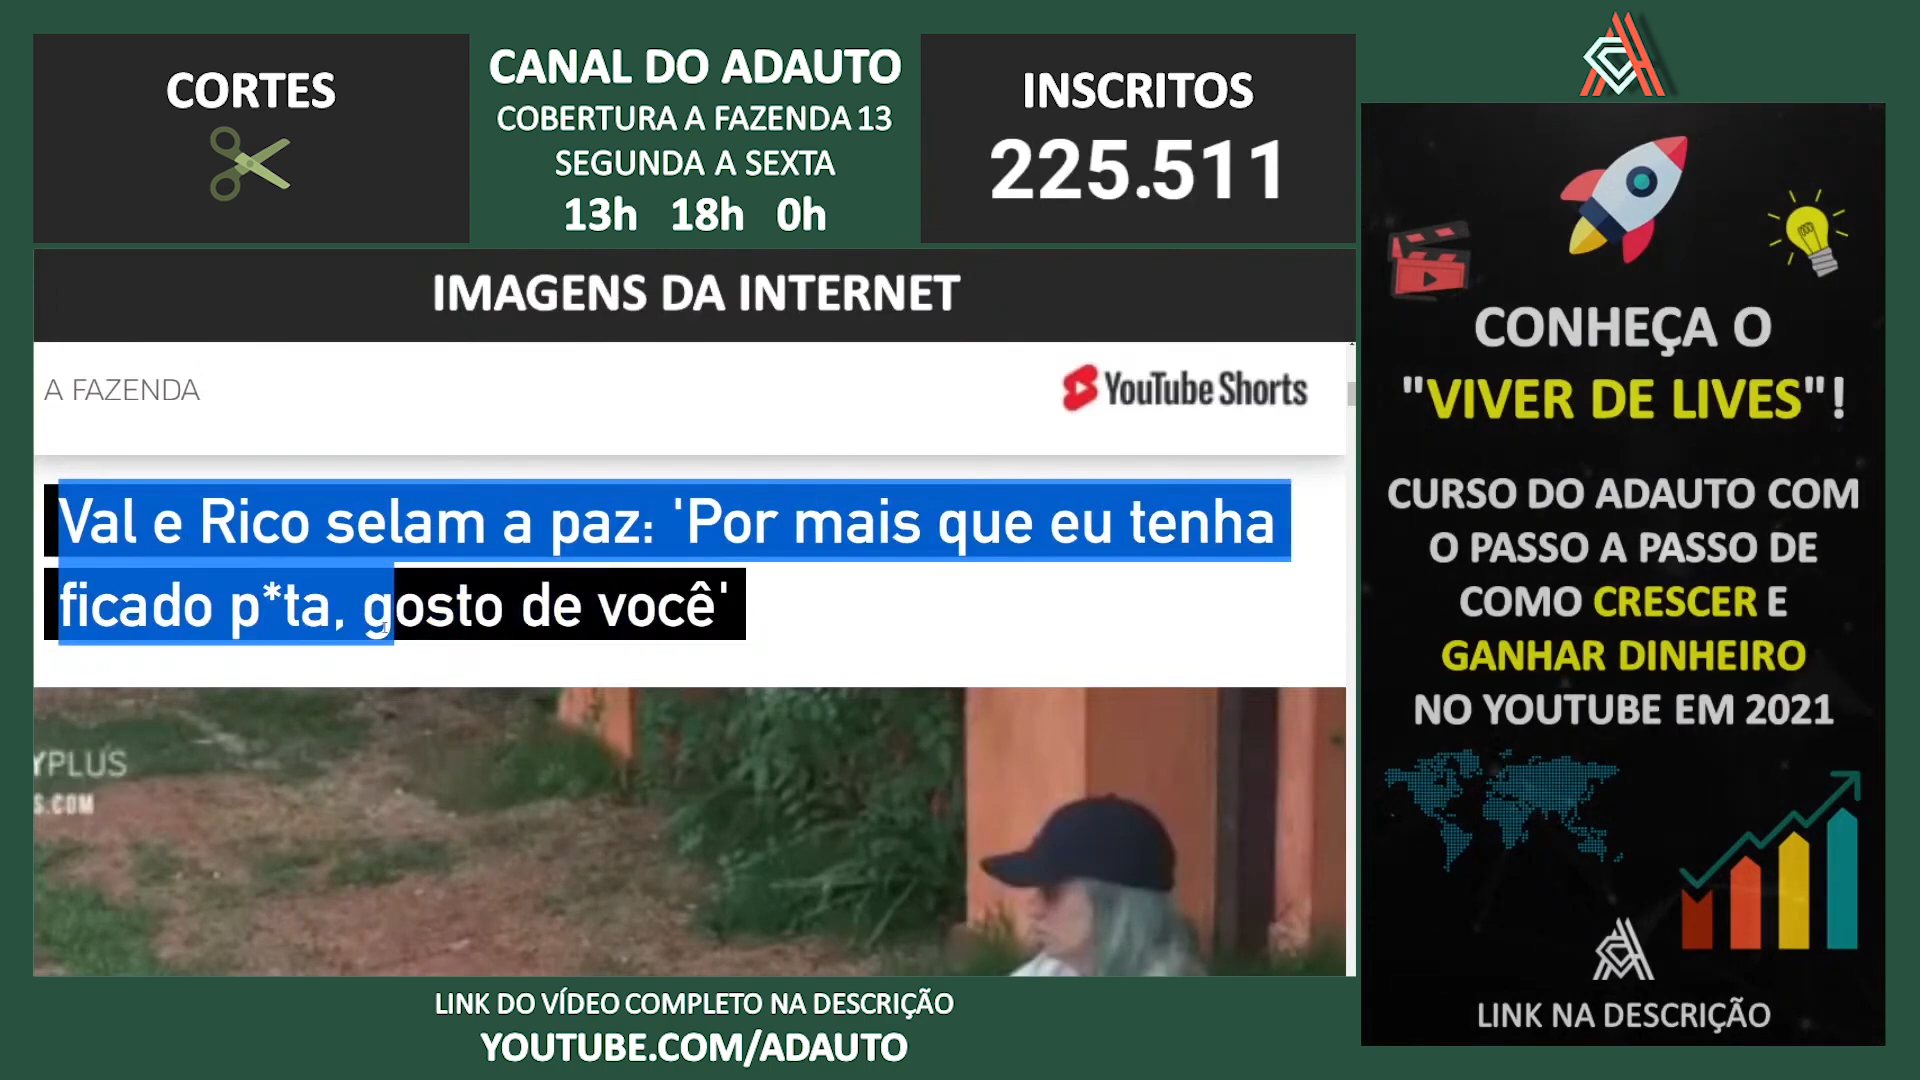 CORTES
CANAL DO ADAUTO
COBERTURA A FAZENDA 13
SEGUNDA A SEXTA
13h 18h 0h
INSCRITOS
225.511
IMAGENS DA INTERNET
A FAZENDA
YouTube Shorts
Val e Rico selam a paz: 'Por mais que eu tenha
ficado p*ta, gosto de você'
YPLUS
S.COM
LINK DO VÍDEO COMPLETO NA DESCRIÇÃO
YOUTUBE.COM/ADAUTO
CONHEÇA O
"VIVER DE LIVES"!
CURSO DO ADAUTO COM
O PASSO A PASSO DE
COMO CRESCER E
GANHAR DINHEIRO
NO YOUTUBE EM 2021
LINK NA DESCRIÇÃO